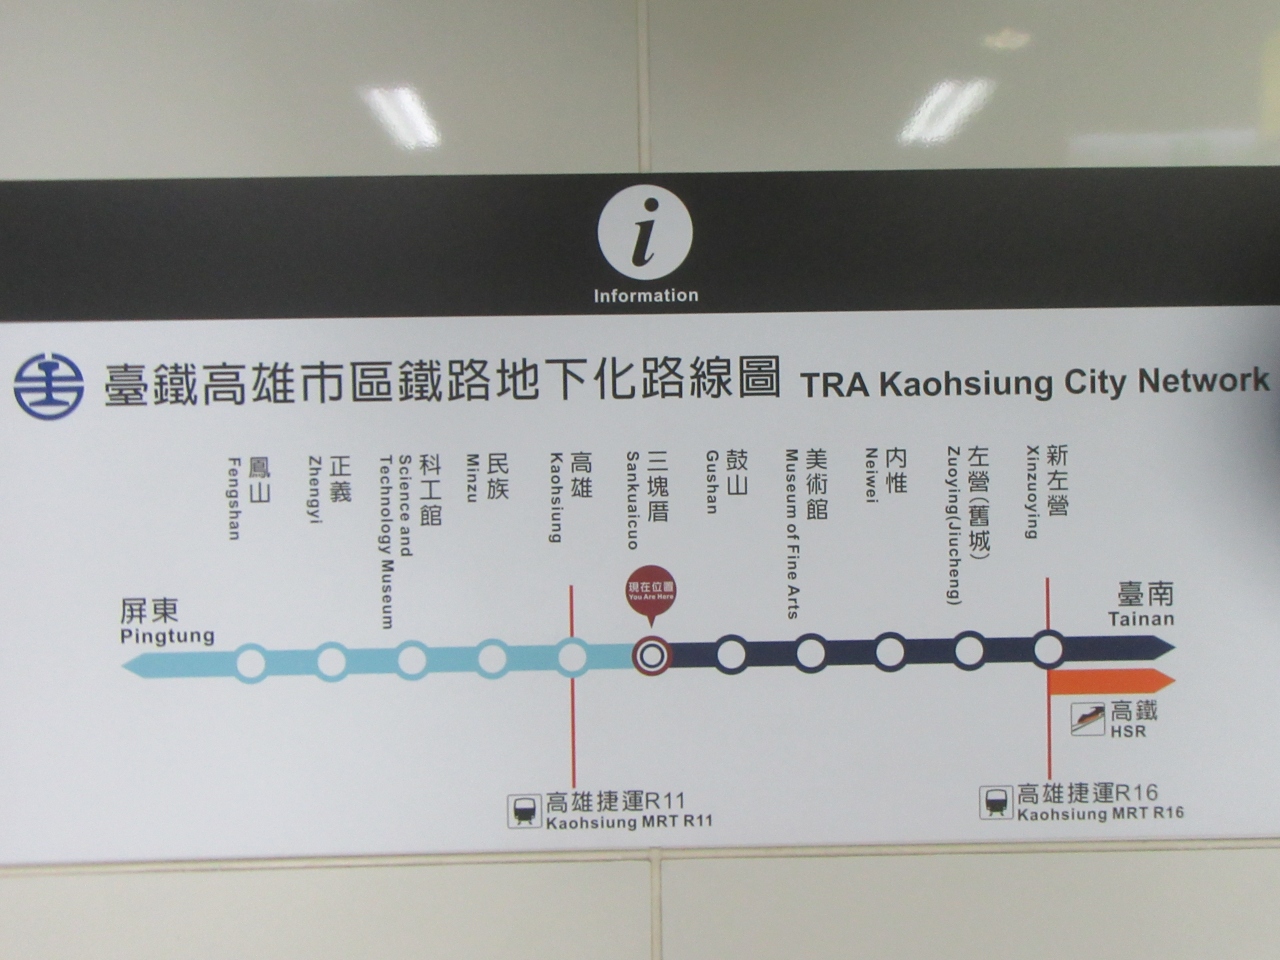 i
Information
臺鐵高雄市區鐵路地下化路線圖 TRA Kaohsiung City Network
鳳山
Fengshan
正義
Zhengyi
科工館
Science and
Technology Museum
民族
Minzu
高雄
Kaohsiung
三塊厝
Sankuaicuo
鼓山
Gushan
美術館
Museum of Fine Arts
內惟
Neiwei
左營(舊城)
Zuoying(Jiucheng)
新左營
Xinzuoying
現在位置
You Are Here
屏東
Pingtung
臺南
Tainan
高鐵
HSR
高雄捷運R11
Kaohsiung MRT R11
高雄捷運R16
Kaohsiung MRT R16